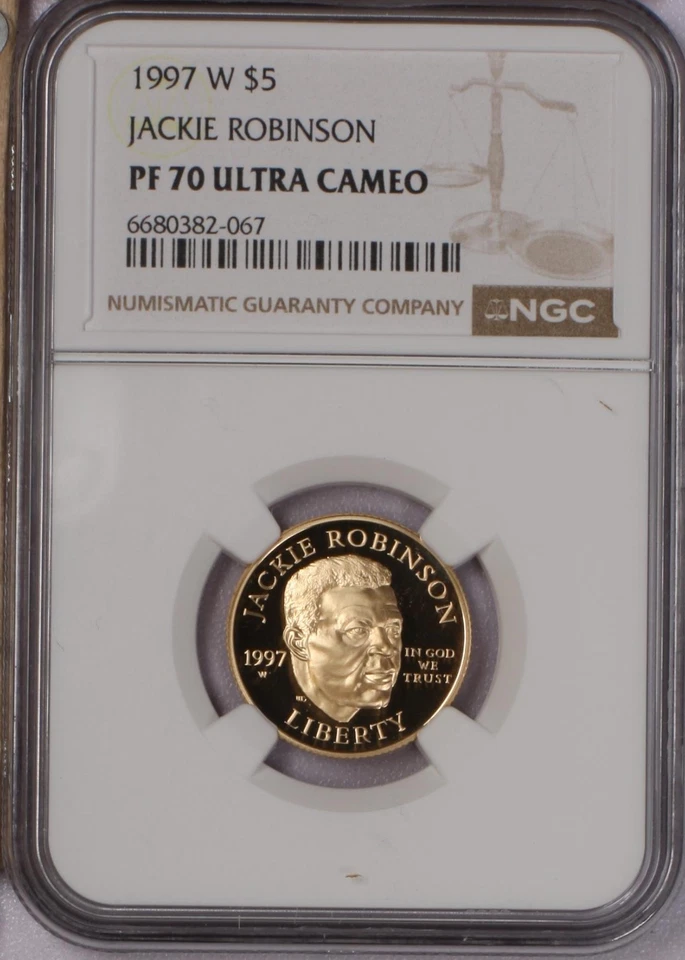 1997 W $5
JACKIE ROBINSON
PF 70 ULTRA CAMEO
6680382-067
NUMISMATIC GUARANTY COMPANY
NGC
JACKIE ROBINSON
1997
W
IN GOD
WE
TRUST
LIBERTY